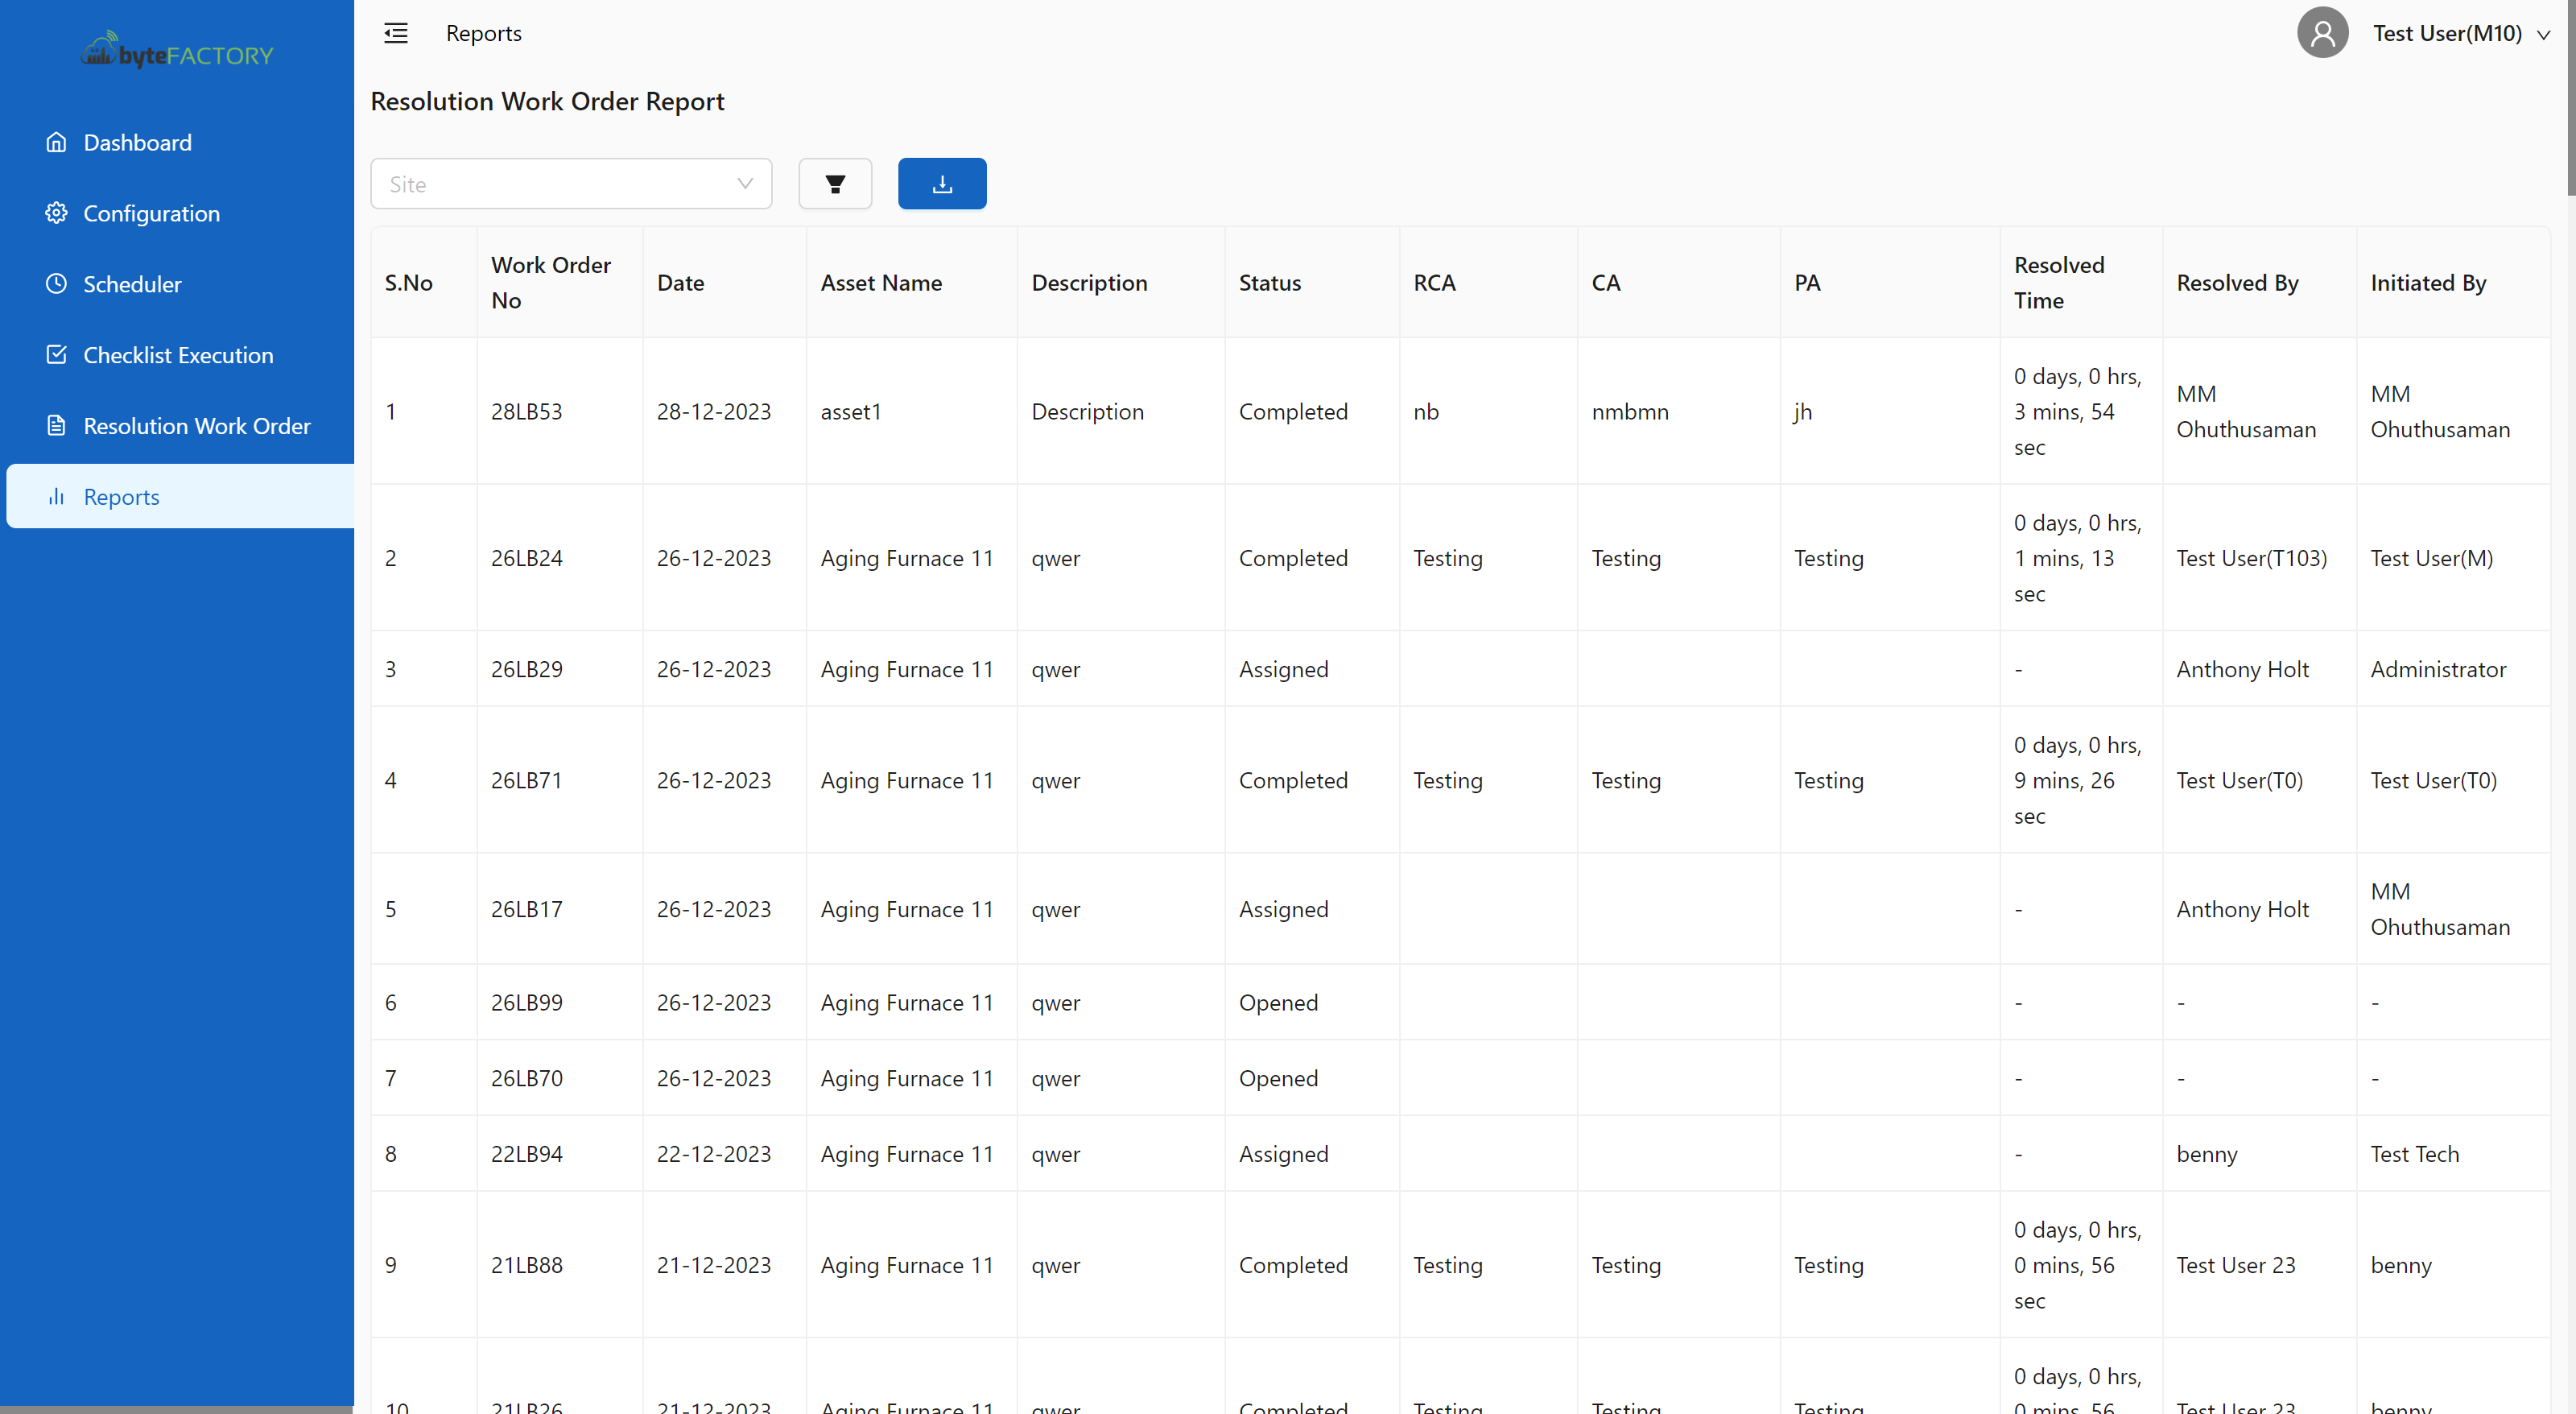 byteFACTORY
Reports
Test User(M10)
Dashboard
Configuration
Scheduler
Checklist Execution
Resolution Work Order
Reports
Resolution Work Order Report
Site
S.No Work Order No Date Asset Name Description Status RCA CA PA Resolved Time Resolved By Initiated By
1 28LB53 28-12-2023 asset1 Description Completed nb nmbmn jh 0 days, 0 hrs, 3 mins, 54 sec MM Ohuthusaman MM Ohuthusaman
2 26LB24 26-12-2023 Aging Furnace 11 qwer Completed Testing Testing Testing 0 days, 0 hrs, 1 mins, 13 sec Test User(T103) Test User(M)
3 26LB29 26-12-2023 Aging Furnace 11 qwer Assigned - Anthony Holt Administrator
4 26LB71 26-12-2023 Aging Furnace 11 qwer Completed Testing Testing Testing 0 days, 0 hrs, 9 mins, 26 sec Test User(T0) Test User(T0)
5 26LB17 26-12-2023 Aging Furnace 11 qwer Assigned - Anthony Holt MM Ohuthusaman
6 26LB99 26-12-2023 Aging Furnace 11 qwer Opened - - -
7 26LB70 26-12-2023 Aging Furnace 11 qwer Opened - - -
8 22LB94 22-12-2023 Aging Furnace 11 qwer Assigned - benny Test Tech
9 21LB88 21-12-2023 Aging Furnace 11 qwer Completed Testing Testing Testing 0 days, 0 hrs, 0 mins, 56 sec Test User 23 benny
10 21LB26 21-12-2023 Aging Furnace 11 qwer Completed Testing Testing Testing 0 days, 0 hrs, 0 mins, 56 Test User 23 benny